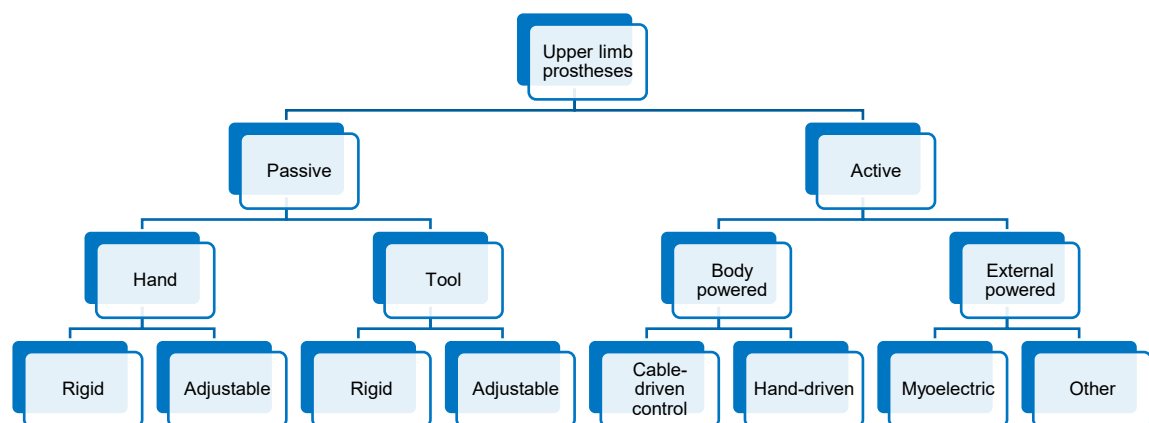 Upper limb
prostheses
Passive
Active
Hand
Tool
Body
powered
External
powered
Rigid
Adjustable
Rigid
Adjustable
Cable-
driven
control
Hand-driven
Myoelectric
Other